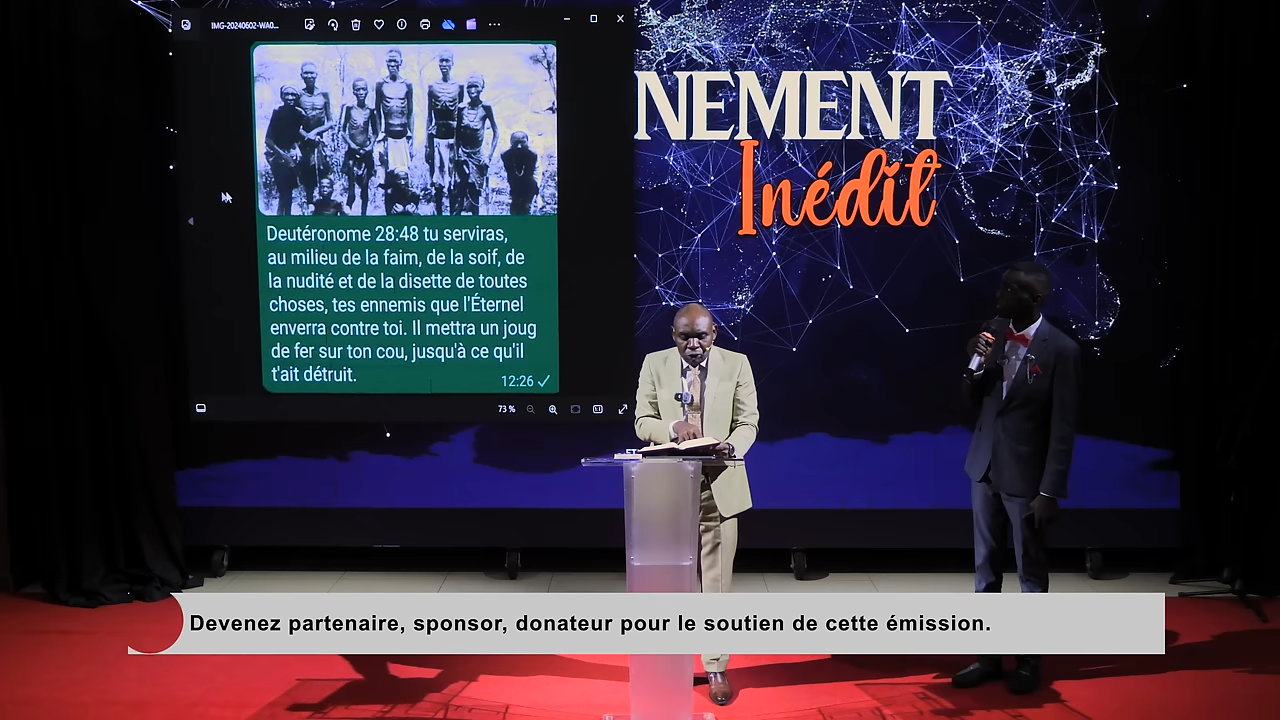 IMG-20240602-WA0...
NEMENT
Inédit
Deutéronome 28:48 tu serviras,
au milieu de la faim, de la soif, de
la nudité et de la disette de toutes
choses, tes ennemis que l'Éternel
enverra contre toi. Il mettra un joug
de fer sur ton cou, jusqu'à ce qu'il
t'ait détruit.
12:26
73 %
Devenez partenaire, sponsor, donateur pour le soutien de cette émission.